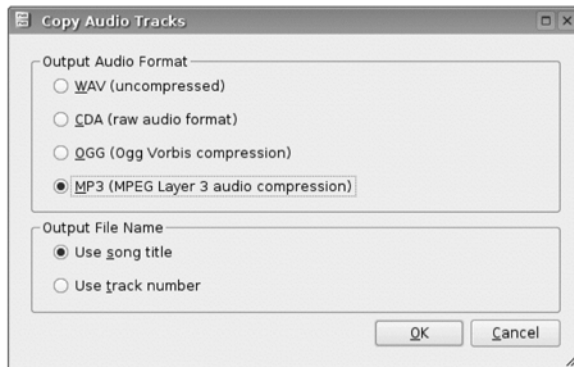 Copy Audio Tracks
Output Audio Format
WAV (uncompressed)
CDA (raw audio format)
OGG (Ogg Vorbis compression)
MP3 (MPEG Layer 3 audio compression)
Output File Name
Use song title
Use track number
OK Cancel